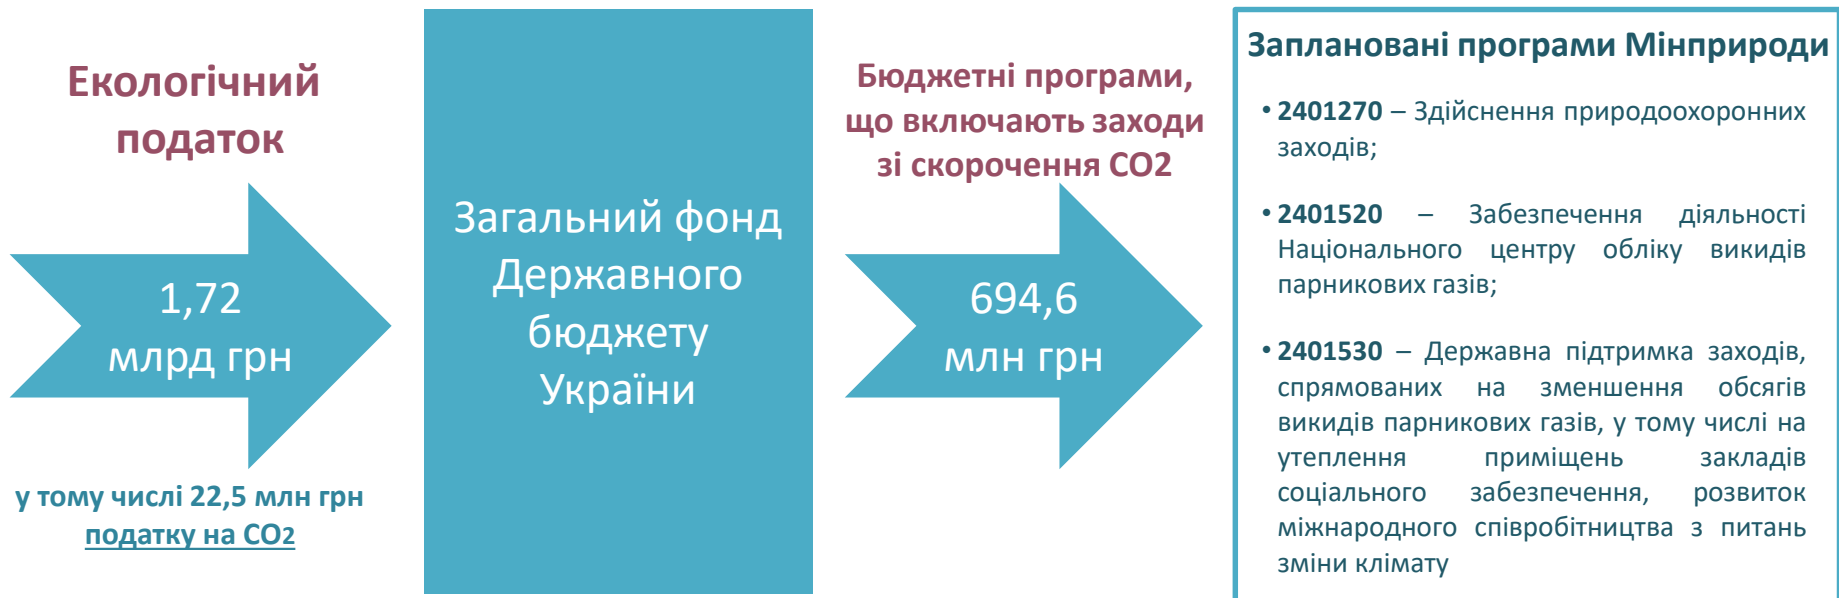 Екологічний
податок
1,72
млрд грн
у тому числі 22,5 млн грн
податку на СО2
Загальний фонд
Державного
бюджету
України
Бюджетні програми,
що включають заходи
зі скорочення СО2
694,6
млн грн
Заплановані програми Мінприроди
• 2401270 – Здійснення природоохоронних
заходів;
• 2401520 – Забезпечення діяльності
Національного центру обліку викидів
парникових газів;
• 2401530 – Державна підтримка заходів,
спрямованих на зменшення обсягів
викидів парникових газів, у тому числі на
утеплення приміщень закладів
соціального забезпечення, розвиток
міжнародного співробітництва з питань
зміни клімату